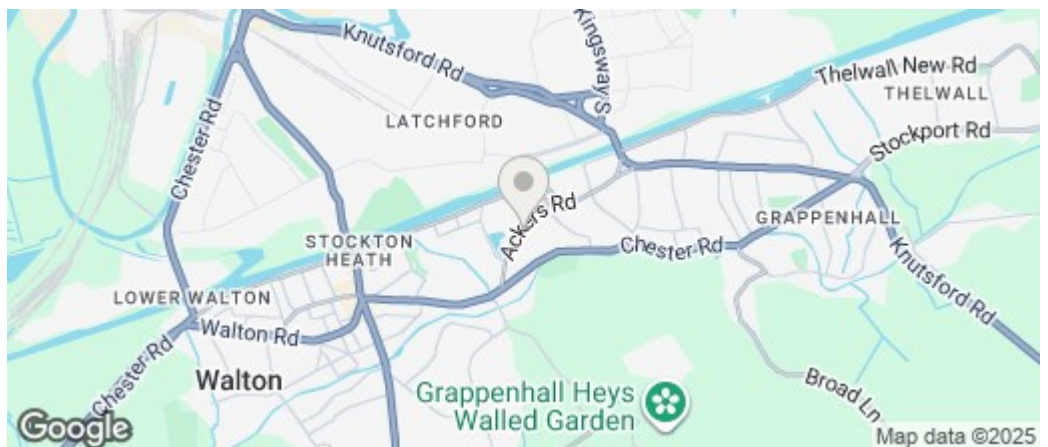 Knutsford Rd
Kingsway S
Thelwall New Rd
THELWALL
LATCHFORD
Stockport Rd
Chester Rd
Ackers Rd
GRAPPENHALL
STOCKTON
HEATH
Chester Rd
Knutsford Rd
LOWER WALTON
Walton Rd
Chester Rd
Walton
Broad Ln
Grappenhall Heys
Walled Garden
Google
Map data ©2025